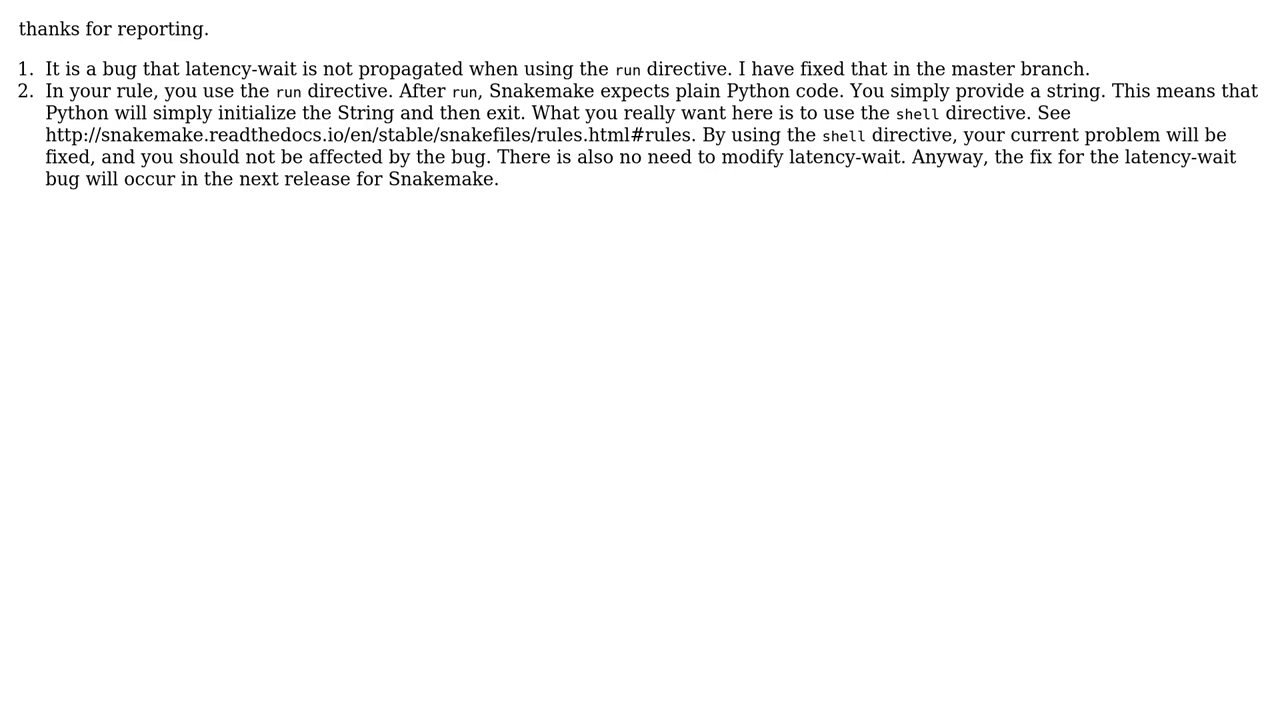 thanks for reporting.
1. It is a bug that latency-wait is not propagated when using the run directive. I have fixed that in the master branch.
2. In your rule, you use the run directive. After run, Snakemake expects plain Python code. You simply provide a string. This means that
Python will simply initialize the String and then exit. What you really want here is to use the shell directive. See
http://snakemake.readthedocs.io/en/stable/snakefiles/rules.html#rules. By using the shell directive, your current problem will be
fixed, and you should not be affected by the bug. There is also no need to modify latency-wait. Anyway, the fix for the latency-wait
bug will occur in the next release for Snakemake.